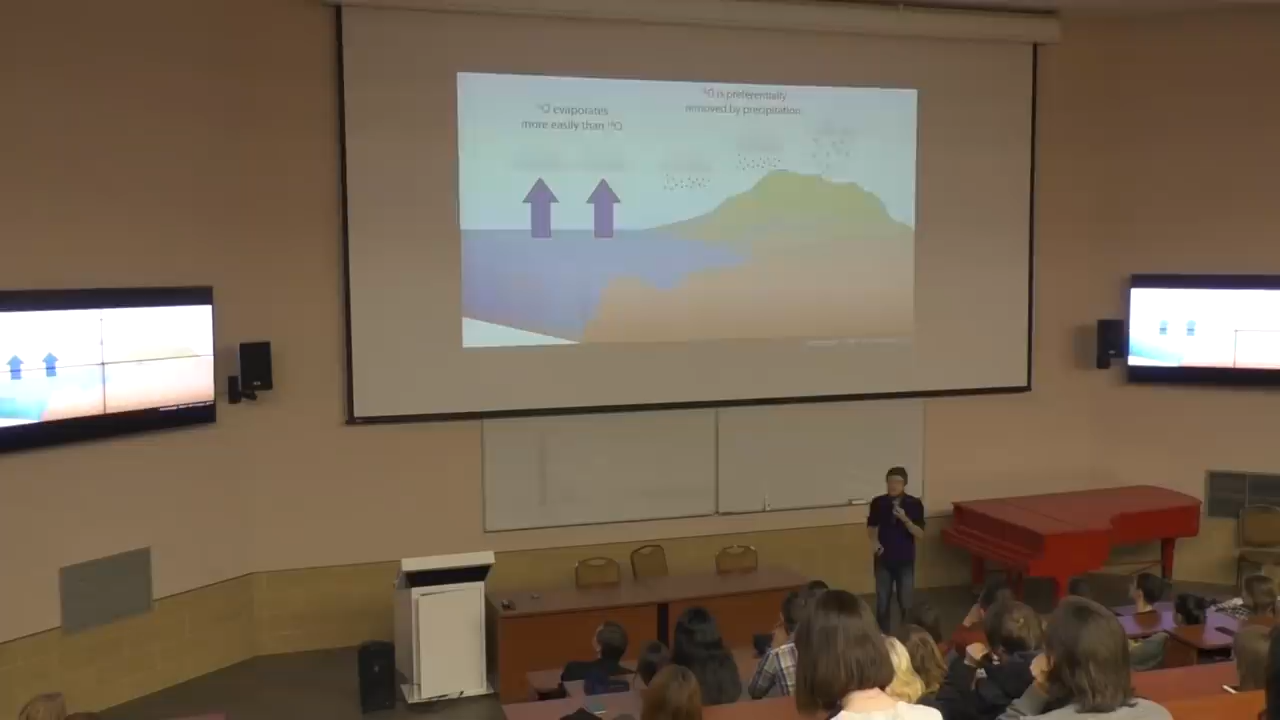 ¹⁶O evaporates
more easily than ¹⁸O
¹⁸O is preferentially
removed by precipitation